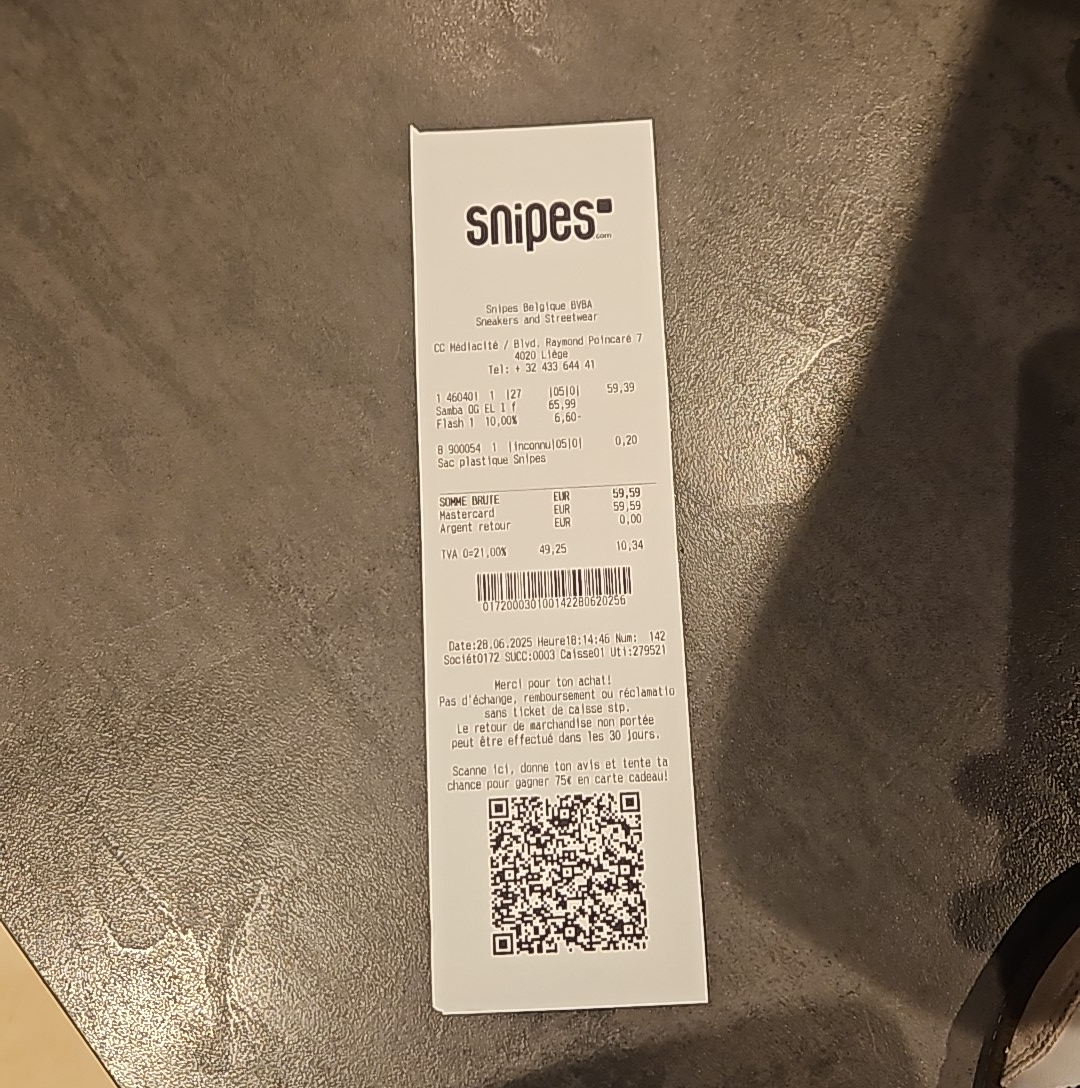 snipes
.com
Snipes Belgique BVBA
Sneakers and Streetwear
CC Médiacité / Blvd. Raymond Poincaré 7
4020 Liège
Tel: + 32 433 644 41
1 460401 1 |27 |05|0| 59,39
Samba OG EL I f 65,99
Flash 1 10,00% 6,60-
8 900054 1 |inconnu|05|0| 0,20
Sac plastique Snipes
SOMME BRUTE EUR 59,59
Mastercard EUR 59,59
Argent retour EUR 0,00
TVA 0=21,00% 49,25 10,34
017200030100142280620256
Date:28.06.2025 Heure18:14:46 Num: 142
Sociét0172 SUCC:0003 Caisse01 Uti:279521
Merci pour ton achat!
Pas d'échange, remboursement ou réclamatio
sans ticket de caisse stp.
Le retour de marchandise non portée
peut être effectué dans les 30 jours.
Scanne ici, donne ton avis et tente ta
chance pour gagner 75€ en carte cadeau!